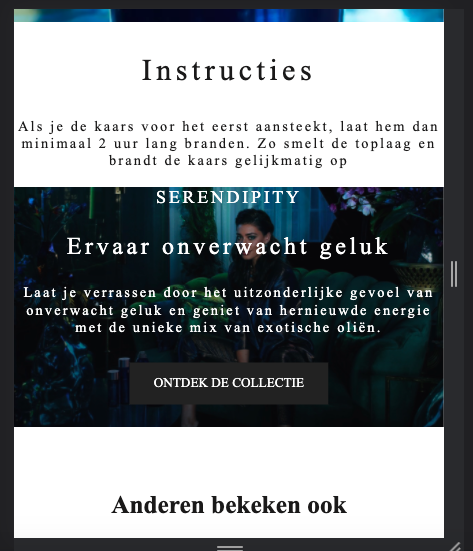 Instructies
Als je de kaars voor het eerst aansteekt, laat hem dan
minimaal 2 uur lang branden. Zo smelt de toplaag en
brandt de kaars gelijkmatig op
SERENDIPITY
Ervaar onverwacht geluk
Laat je verrassen door het uitzonderlijke gevoel van
onverwacht geluk en geniet van hernieuwde energie
met de unieke mix van exotische oliën.
ONTDEK DE COLLECTIE
Anderen bekeken ook